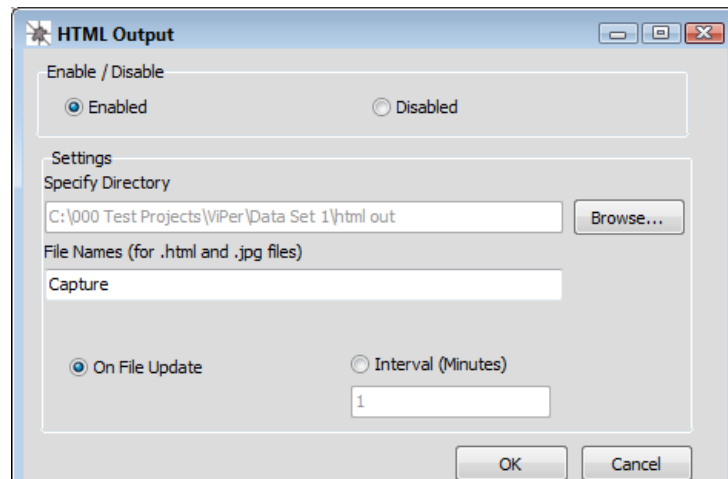 HTML Output
Enable / Disable
Enabled
Disabled
Settings
Specify Directory
C:\000 Test Projects\ViPer\Data Set 1\html out
Browse...
File Names (for .html and .jpg files)
Capture
On File Update
Interval (Minutes)
1
OK
Cancel